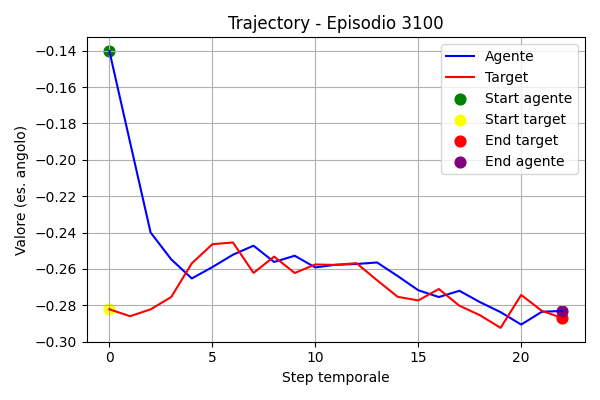 Trajectory - Episodio 3100
Agente
Target
Start agente
Start target
End target
End agente
Valore (es. angolo)
−0.14
−0.16
−0.18
−0.20
−0.22
−0.24
−0.26
−0.28
−0.30
0
5
10
15
20
Step temporale